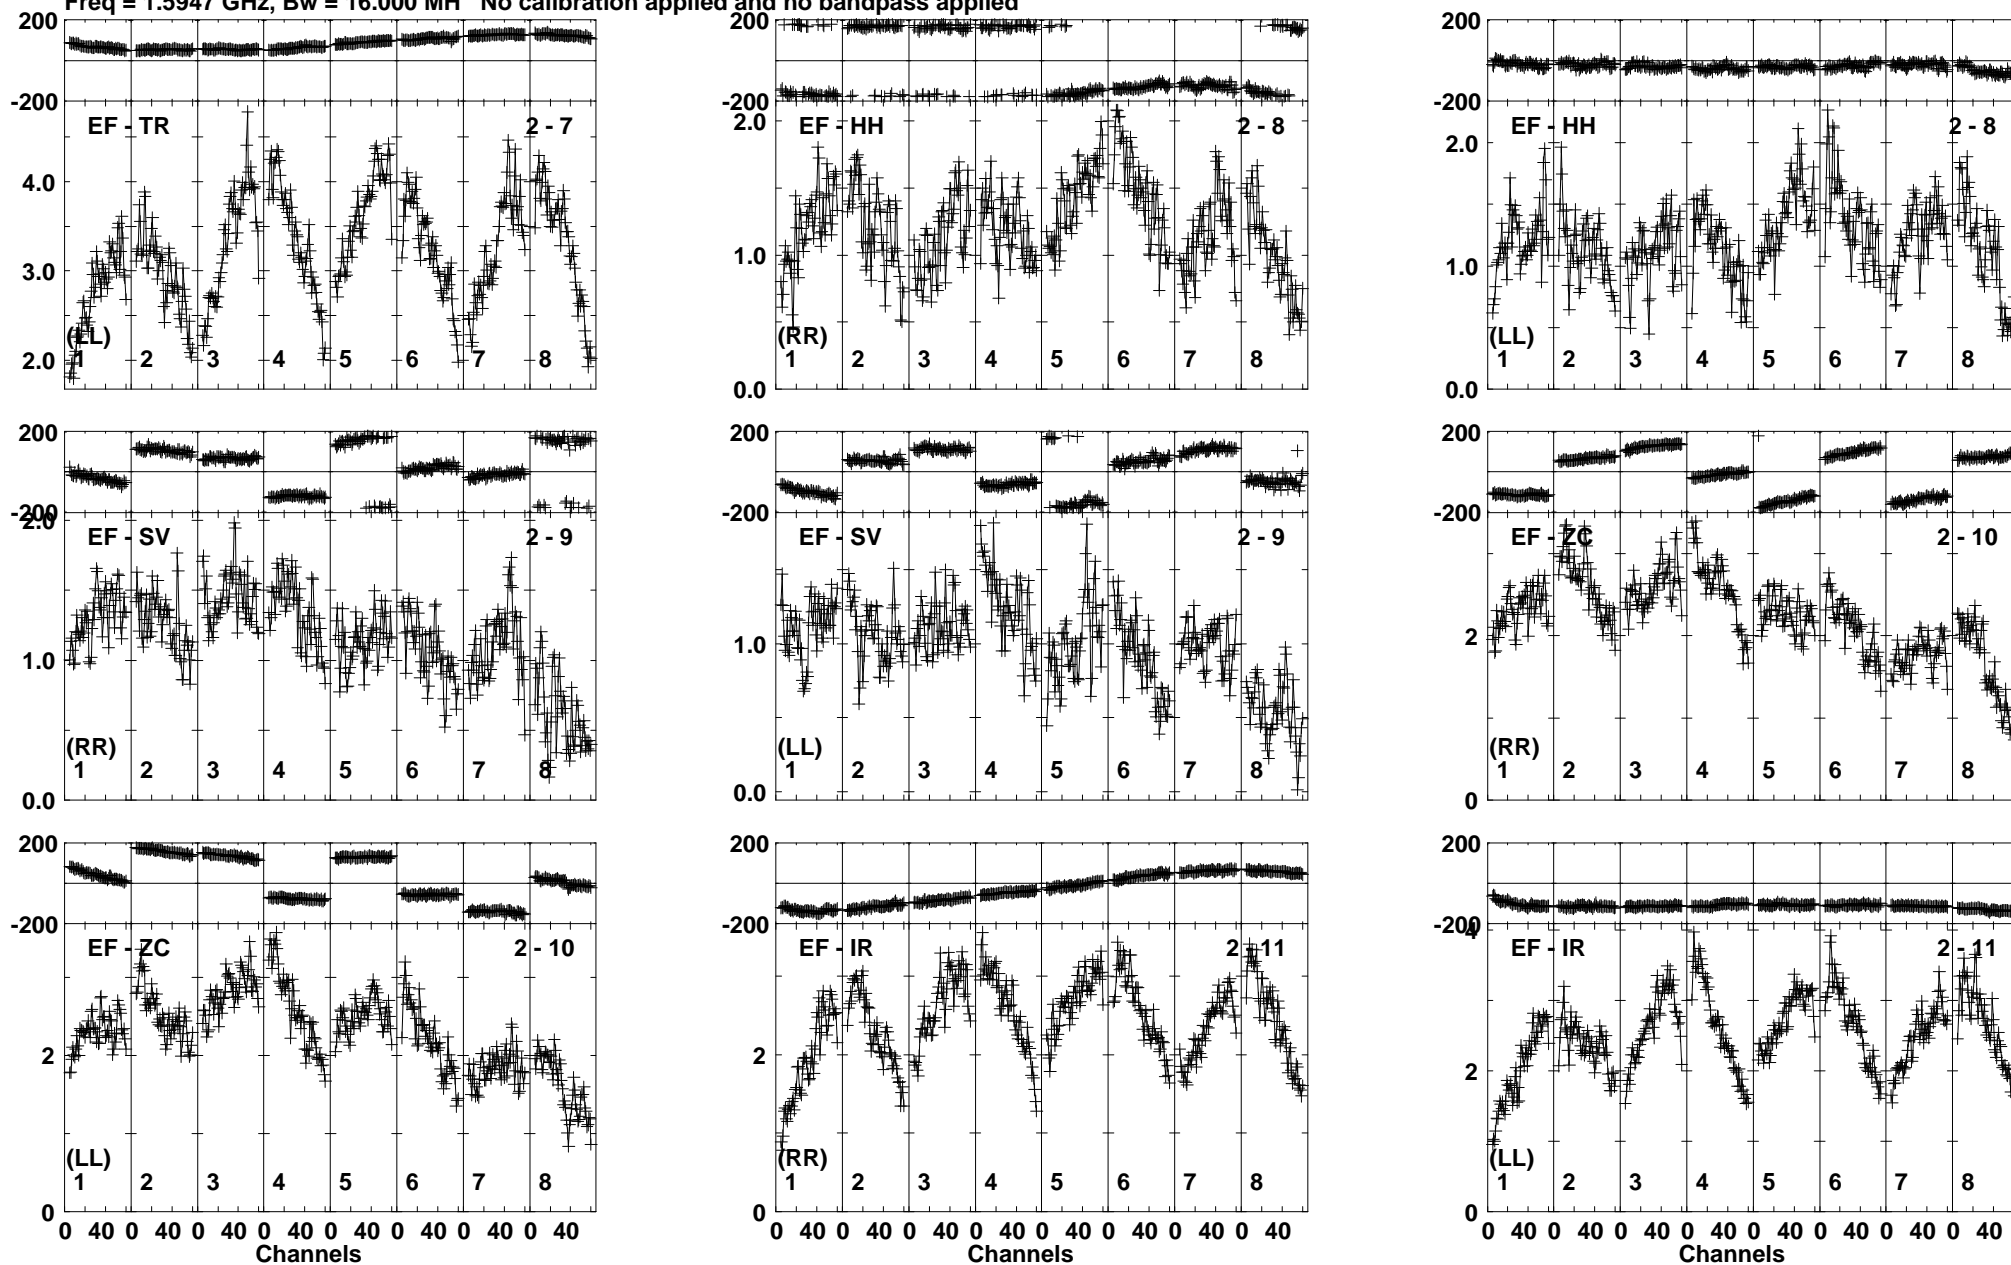 Freq = 1.5947 GHz, Bw = 16.000 MH No calibration applied and no bandpass applied
200 200 200
-200 -200 -200
EF - TR 2 - 7 EF - HH 2 - 8 EF - HH 2 - 8
4.0 3.0 2.0
2.0 1.0 0.0
2.0 1.0 0.0
(LL) (RR) (LL)
1 2 3 4 5 6 7 8 1 2 3 4 5 6 7 8 1 2 3 4 5 6 7 8
200 200 200
-200 -200 -200
EF - SV 2 - 9 EF - SV 2 - 9 EF - ZC 2 - 10
2.0 1.0 0.0
1.0 0.0
2 0
(RR) (LL) (RR)
1 2 3 4 5 6 7 8 1 2 3 4 5 6 7 8 1 2 3 4 5 6 7 8
200 200 200
-200 -200 -200
EF - ZC 2 - 10 EF - IR 2 - 11 EF - IR 2 - 11
2 0
2 0
4 2 0
(LL) (RR) (LL)
1 2 3 4 5 6 7 8 1 2 3 4 5 6 7 8 1 2 3 4 5 6 7 8
0 40 0 40 0 40 0 40 0 40 0 40 0 40 0 40 0 40 0 40 0 40 0 40 0 40 0 40 0 40 0 40 0 40 0 40 0 40 0 40 0 40 0 40 0 40 0 40
Channels Channels Channels